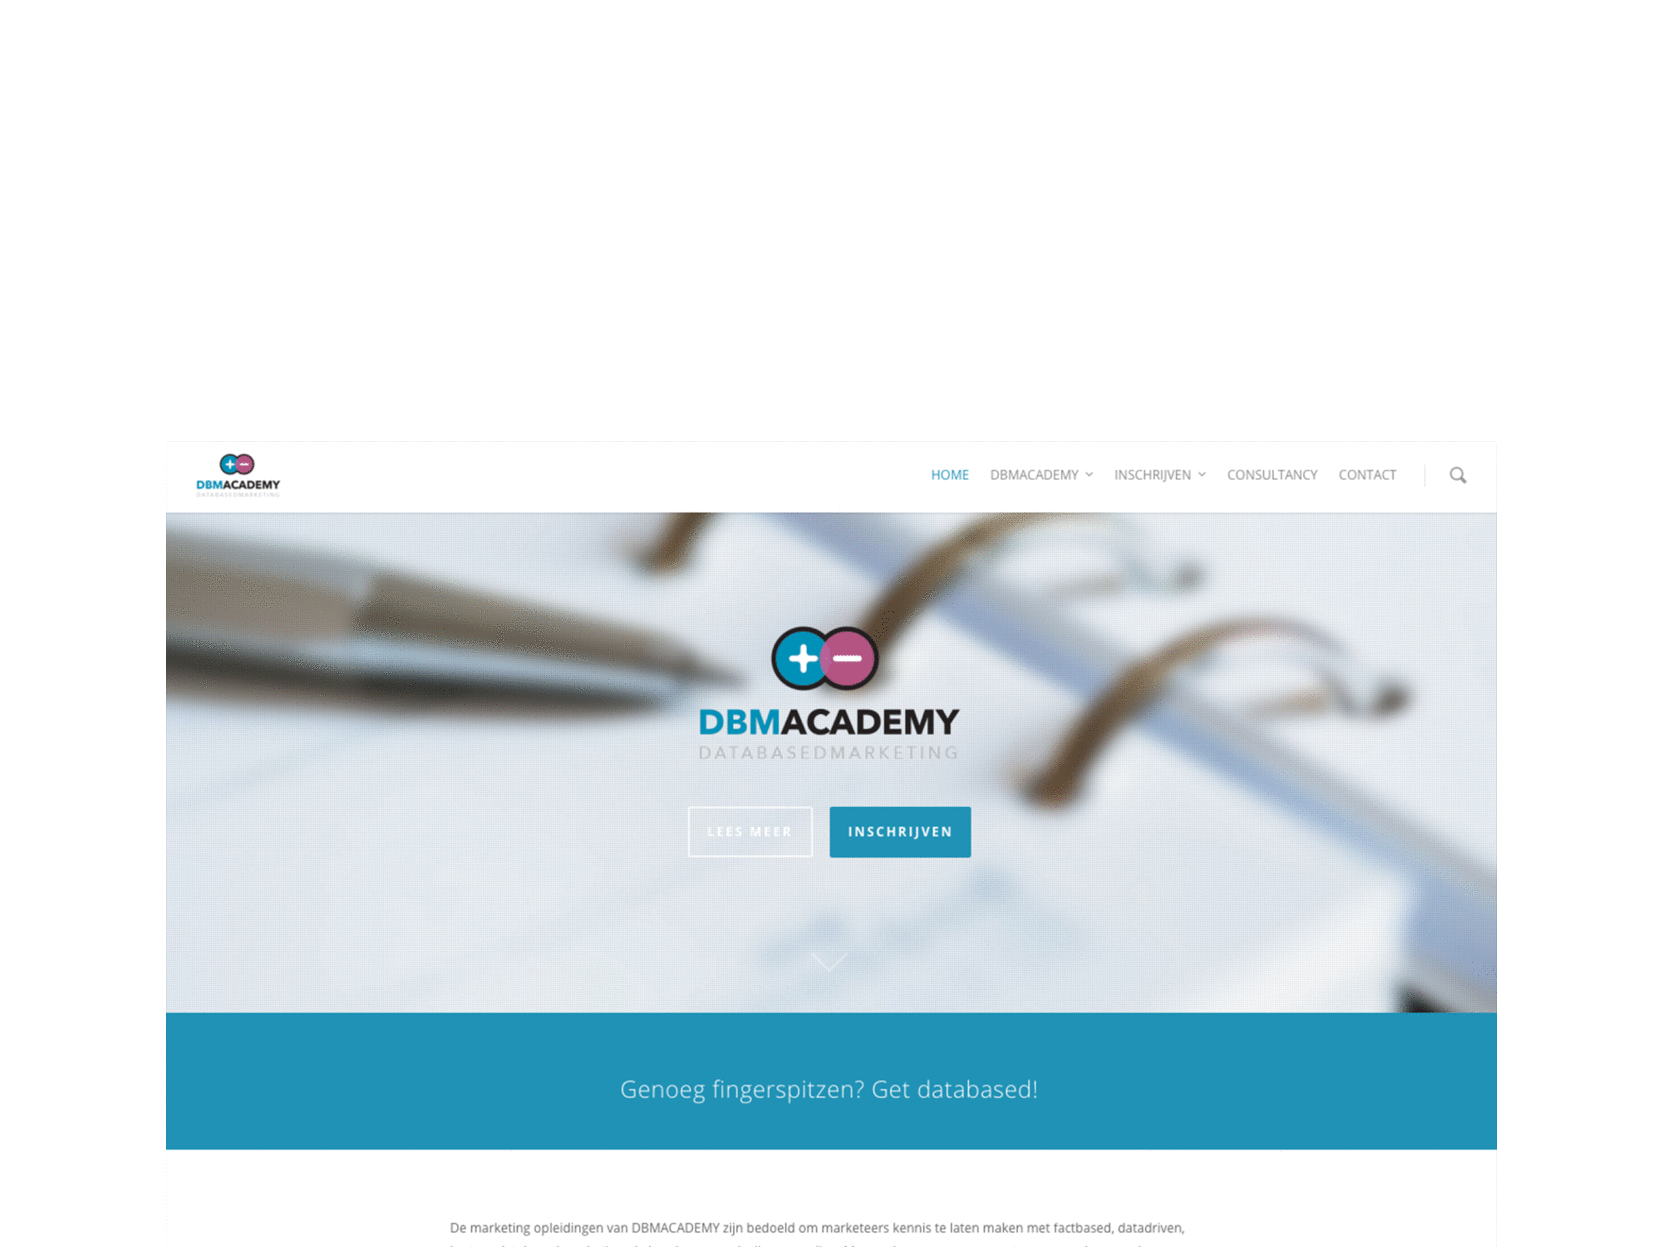 DBMACADEMY
DATABASEDMARKETING
HOME DBMACADEMY INSCHRIJVEN CONSULTANCY CONTACT
DBMACADEMY
DATABASEDMARKETING
LEES MEER INSCHRIJVEN
Genoeg fingerspitzen? Get databased!
De marketing opleidingen van DBMACADEMY zijn bedoeld om marketeers kennis te laten maken met factbased, datadriven,